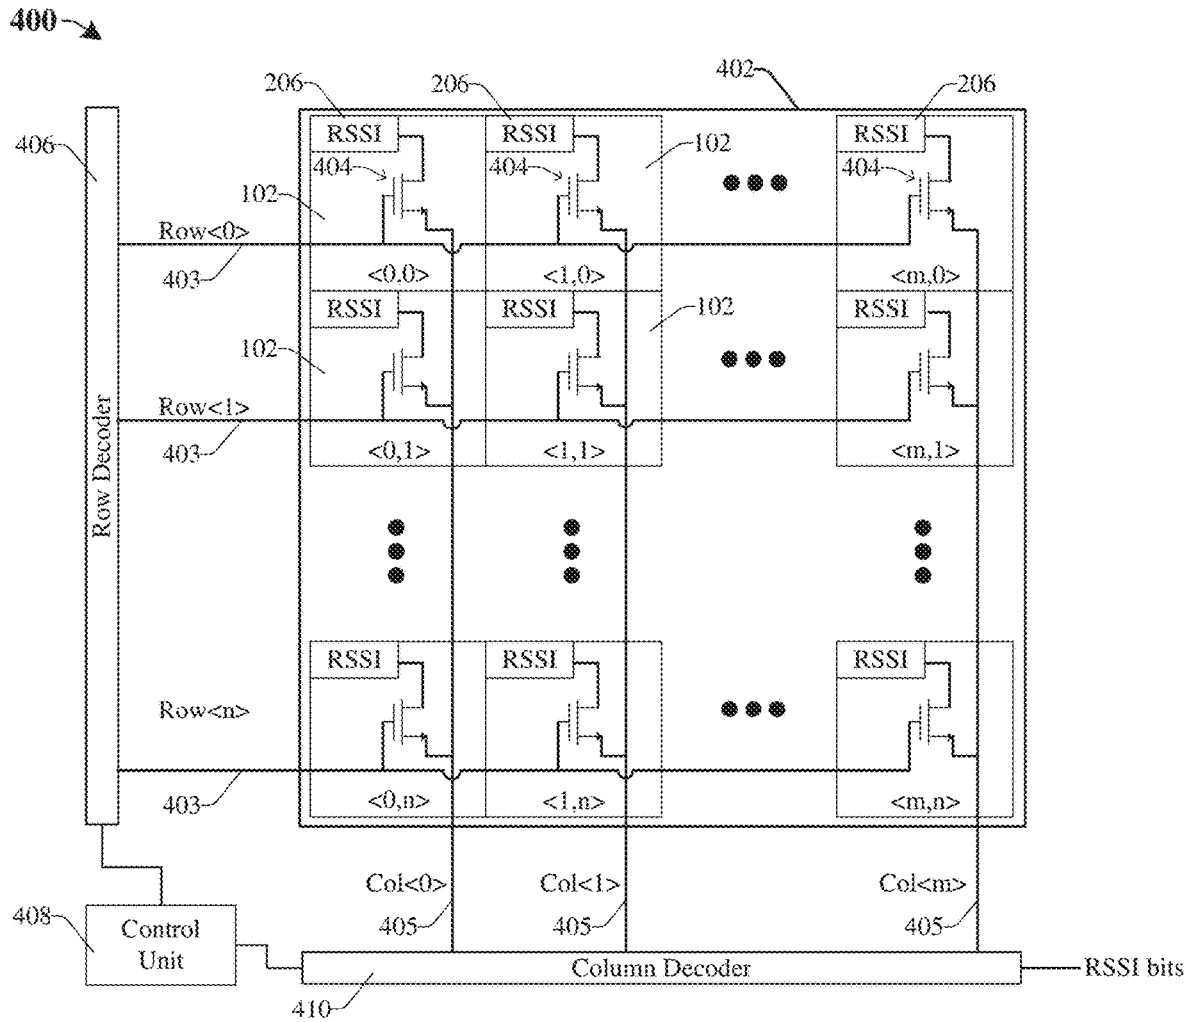 400
402
206
206
206
406
RSSI
RSSI
RSSI
404
404
404
102
102
Row<0>
403
<0,0>
<1,0>
<m,0>
RSSI
RSSI
RSSI
102
102
Row<1>
403
<0,1>
<1,1>
<m,1>
Row Decoder
RSSI
RSSI
RSSI
Row<n>
403
<0,n>
<1,n>
<m,n>
Col<0>
Col<1>
Col<m>
405
405
405
408
Control
Unit
Column Decoder
RSSI bits
410